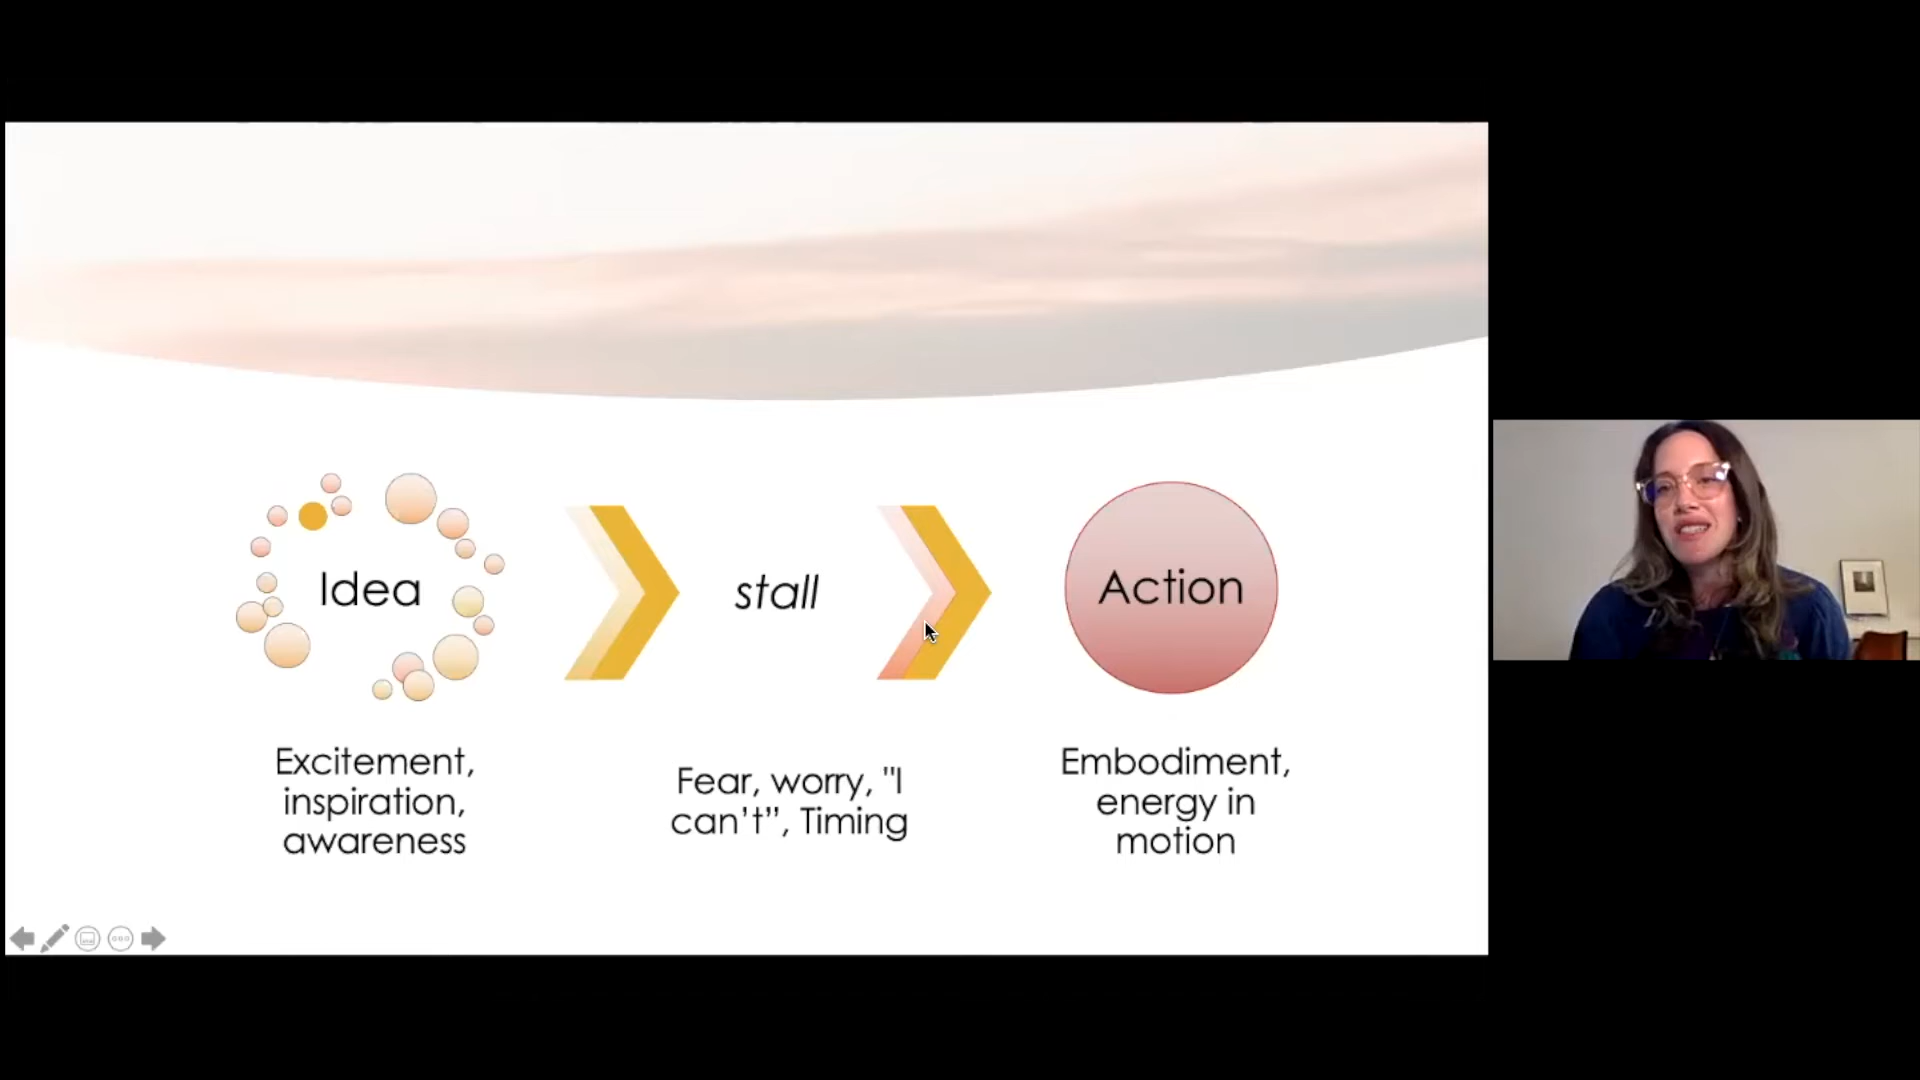 Idea
stall
Action
Excitement,
inspiration,
awareness
Fear, worry, "I
can’t”, Timing
Embodiment,
energy in
motion